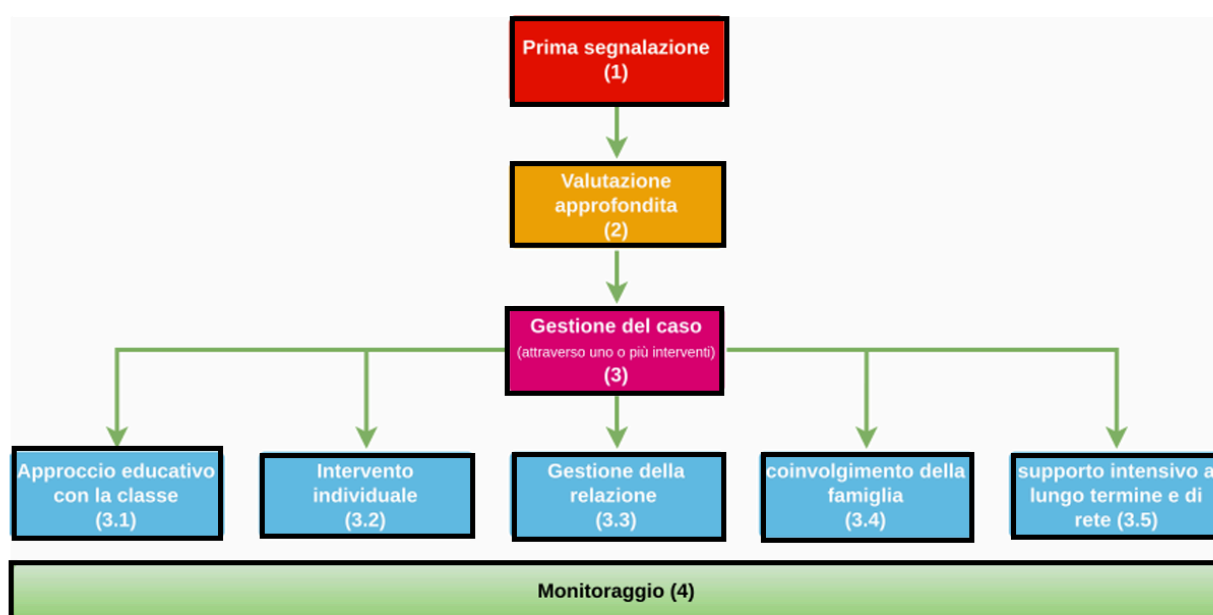 Prima segnalazione
(1)
Valutazione
approfondita
(2)
Gestione del caso
(attraverso uno o più interventi)
(3)
Approccio educativo
con la classe
(3.1)
Intervento
individuale
(3.2)
Gestione della
relazione
(3.3)
coinvolgimento della
famiglia
(3.4)
supporto intensivo a
lungo termine e di
rete (3.5)
Monitoraggio (4)